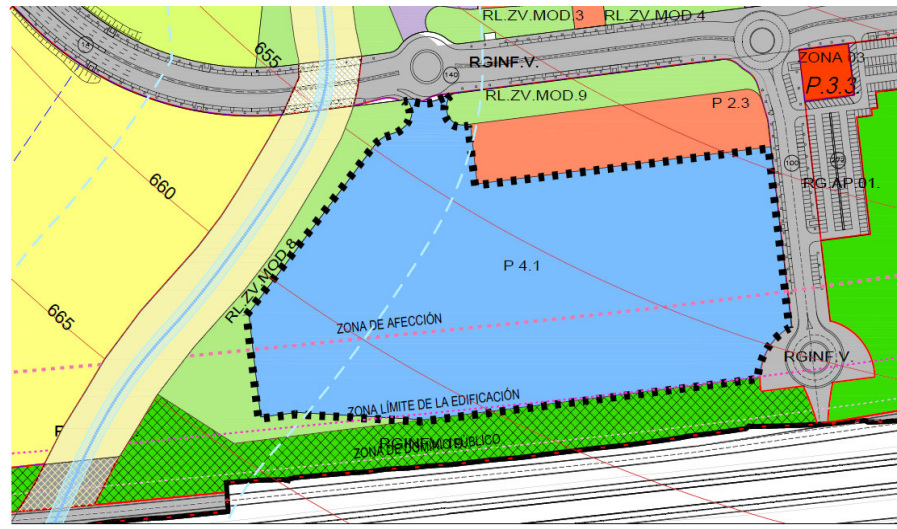 RL.ZV.MOD.3
RL.ZV.MOD.4
14
655
140
RGINF.V.
ZONA 03
P.3.3
RL.ZV.MOD.9
P 2.3
660
100
RG.AP.01.
P 4.1
RL.ZV.MOD.8
665
ZONA DE AFECCIÓN
RGINF.V
ZONA LÍMITE DE LA EDIFICACIÓN
ZONA DE DOMINIO PUBLICO